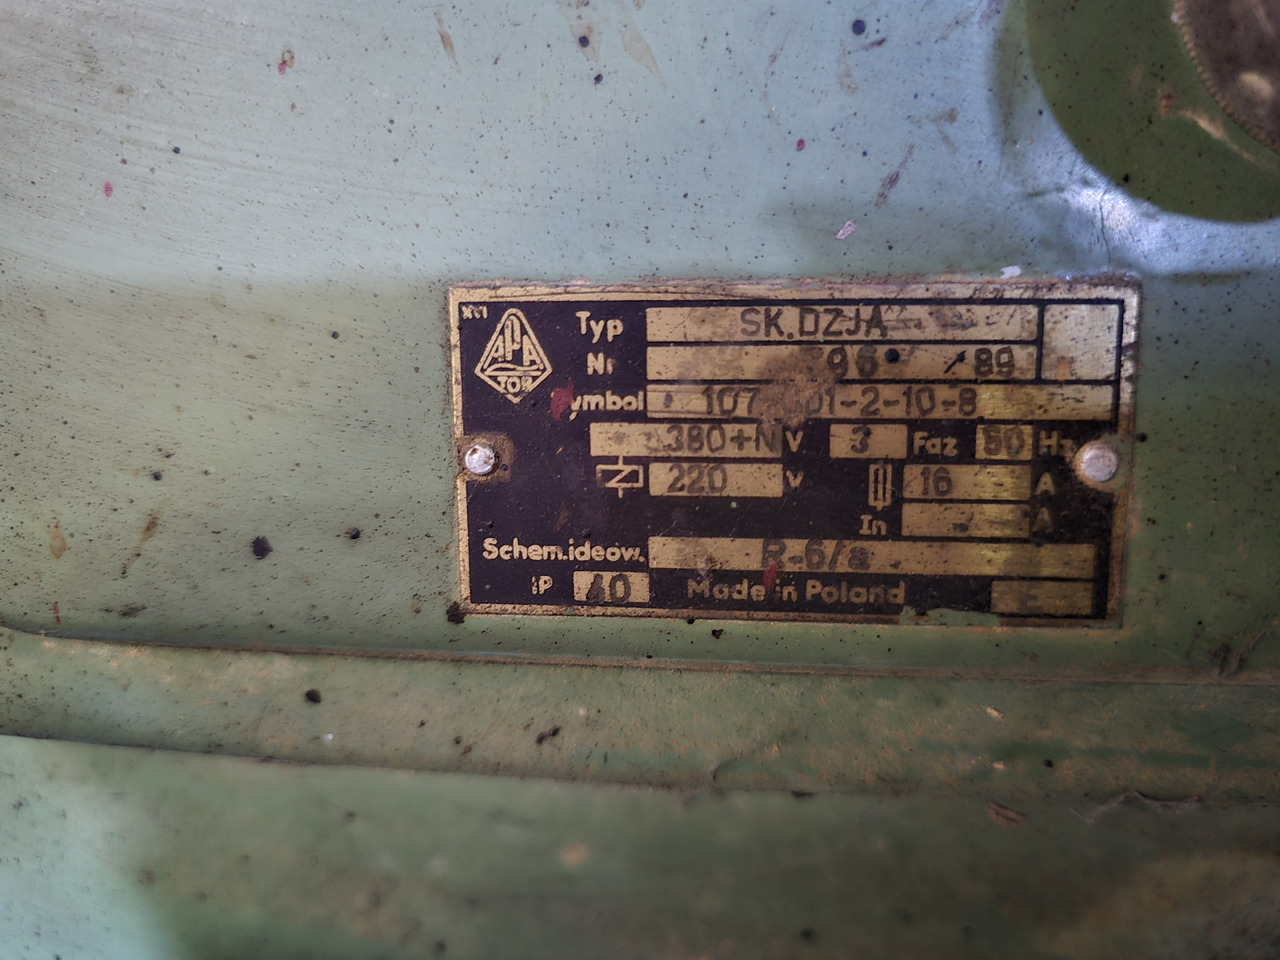 APA
TOR
Typ SK.DZJA
Nr 96 / 89
ymbol 107 01-2-10-8
380+N V 3 Faz 50 Hz
220 V 16 A
In A
Schem.ideow. R-6/a
IP 40 Made in Poland